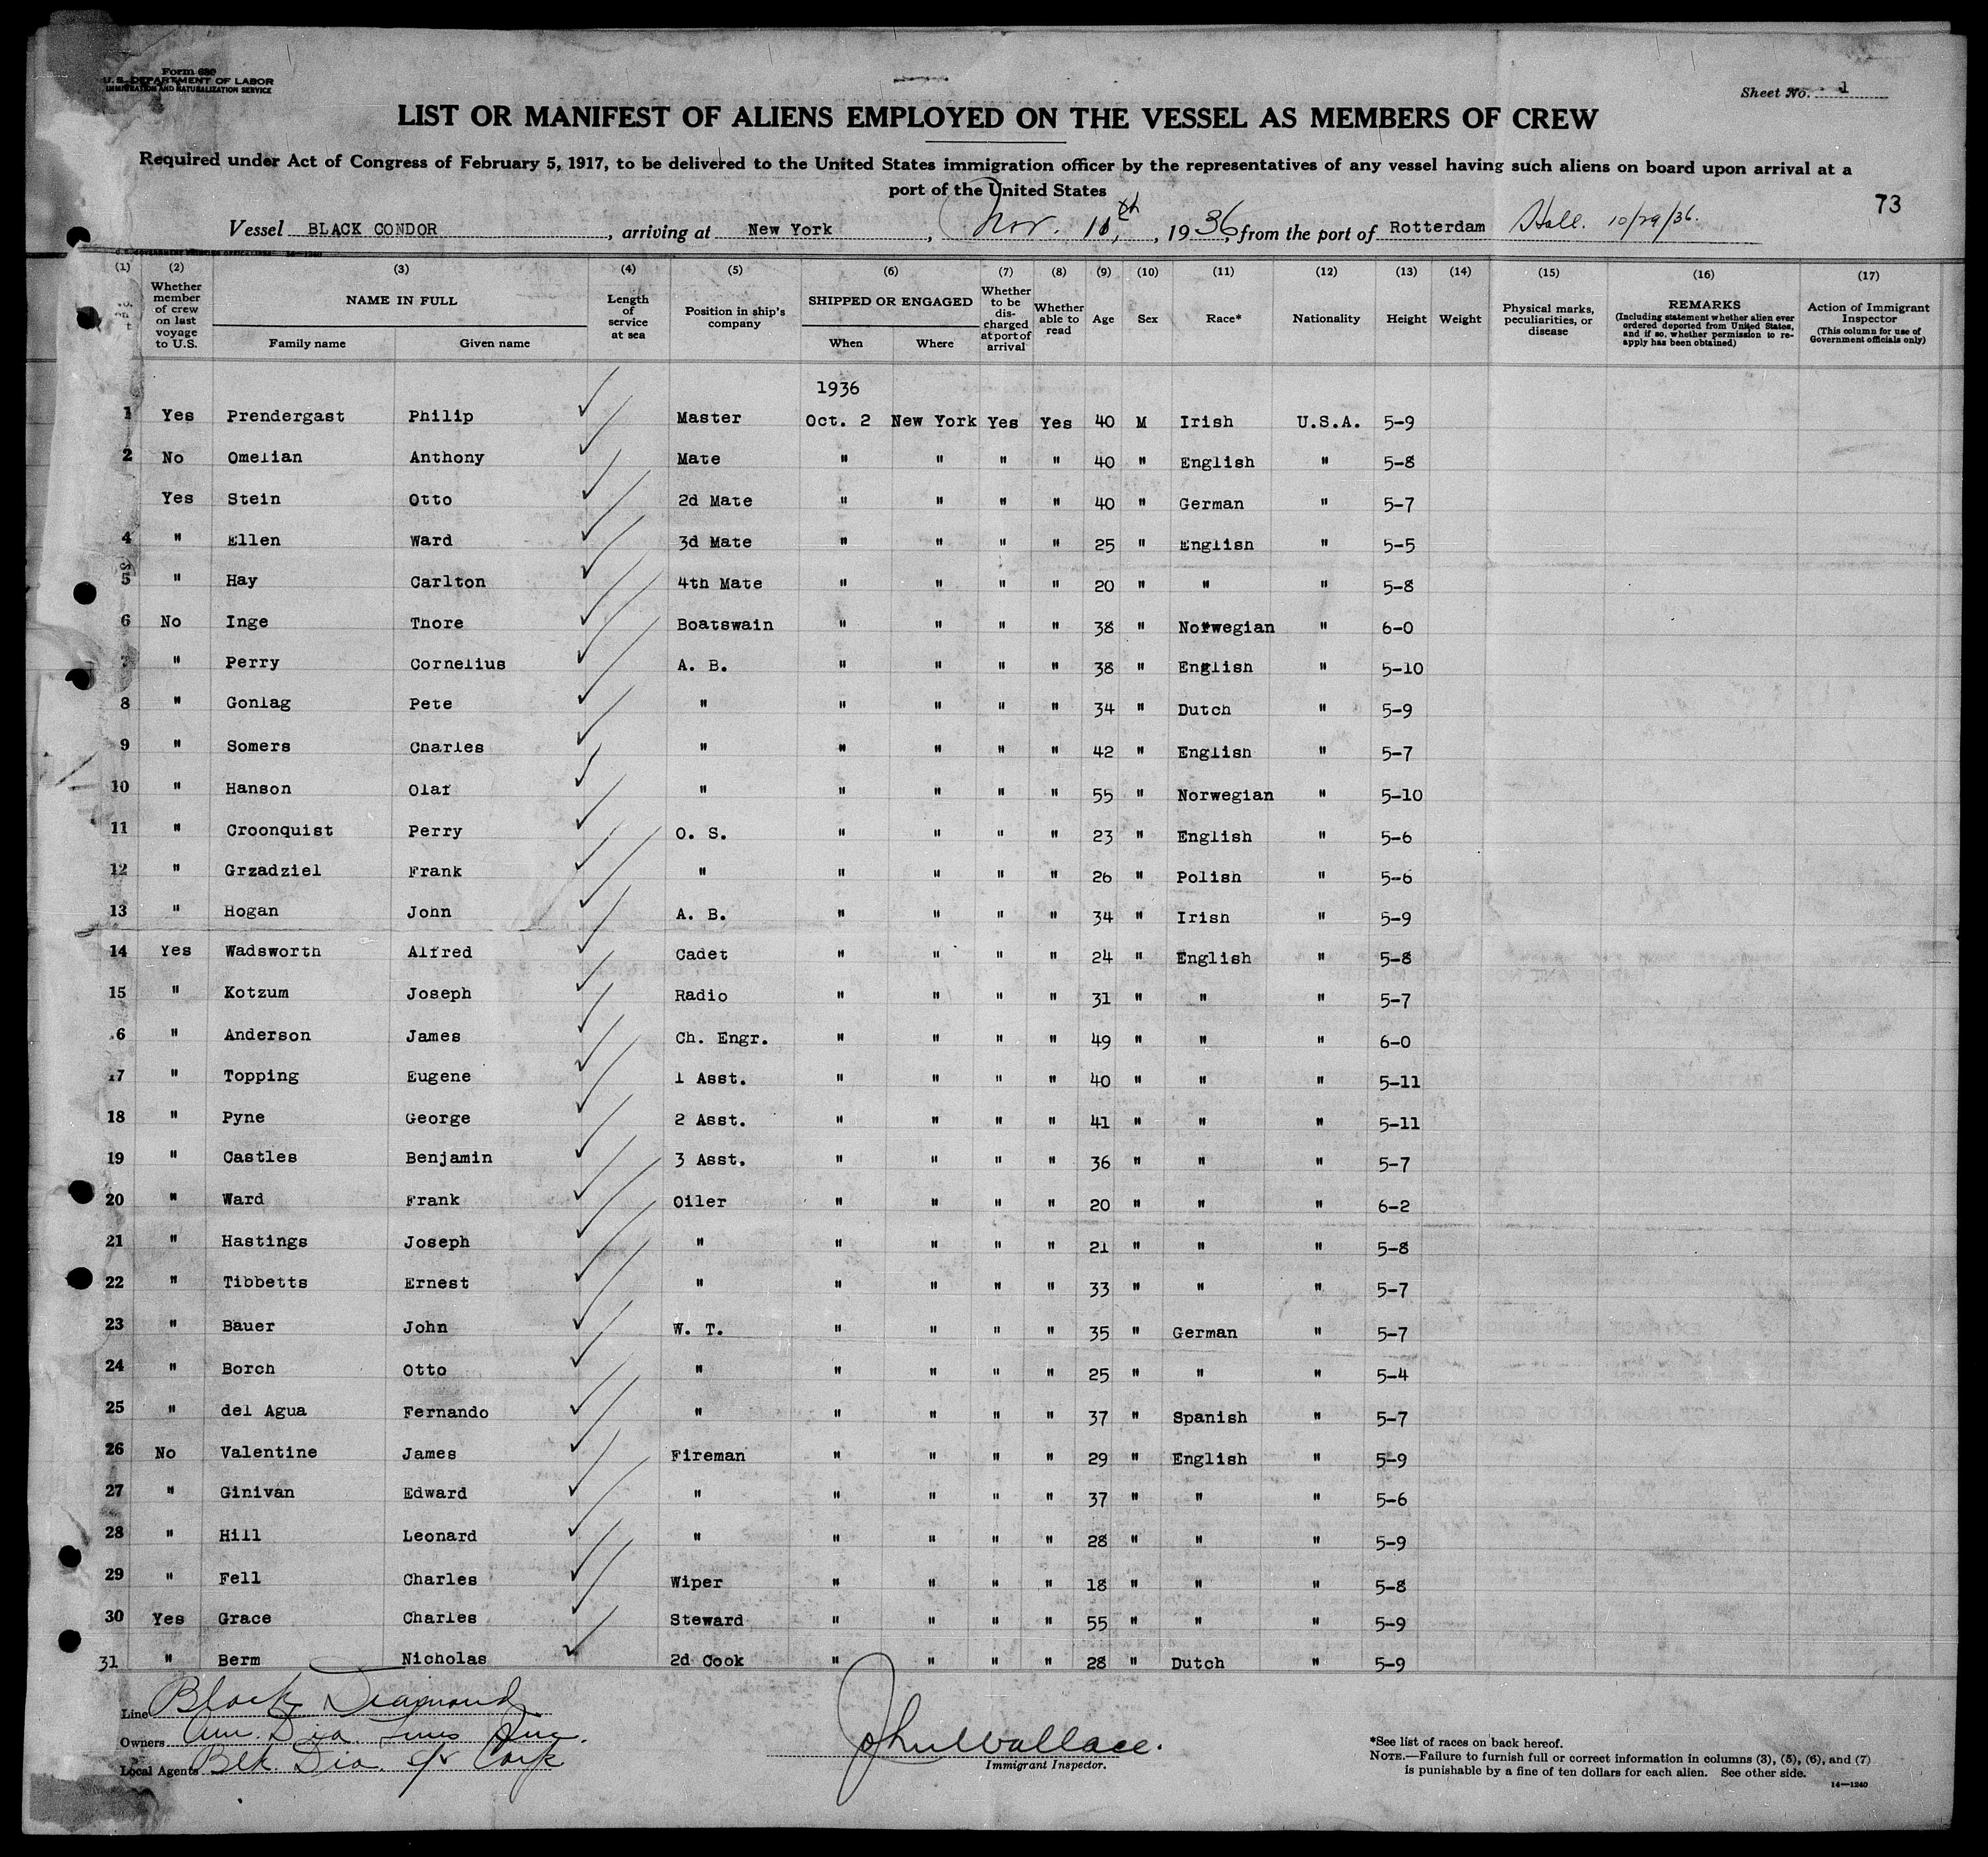 Form 680
U. S. DEPARTMENT OF LABOR
IMMIGRATION AND NATURALIZATION SERVICE
Sheet No. 1
LIST OR MANIFEST OF ALIENS EMPLOYED ON THE VESSEL AS MEMBERS OF CREW
Required under Act of Congress of February 5, 1917, to be delivered to the United States immigration officer by the representatives of any vessel having such aliens on board upon arrival at a
port of the United States
73
Vessel BLACK CONDOR, arriving at New York, Nov. 10,th, 1936, from the port of Rotterdam Holl. 10/29/36.
(1) (2) (3) (4) (5) (6) (7) (8) (9) (10) (11) (12) (13) (14) (15) (16) (17)
Whether member of crew on last voyage to U.S. NAME IN FULL Family name Given name Length of service at sea Position in ship's company SHIPPED OR ENGAGED When Where Whether to be discharged at port of arrival Whether able to read Age Sex Race* Nationality Height Weight Physical marks, peculiarities, or disease REMARKS (Including statement whether alien ever ordered deported from United States, and if so, whether permission to re-apply has been obtained) Action of Immigrant Inspector (This column for use of Government officials only)
1936
1 Yes Prendergast Philip Master Oct. 2 New York Yes Yes 40 M Irish U.S.A. 5-9
2 No Omelian Anthony Mate " " " " 40 " English " 5-8
Yes Stein Otto 2d Mate " " " " 40 " German " 5-7
4 " Ellen Ward 3d Mate " " " " 25 " English " 5-5
5 " Hay Carlton 4th Mate " " " " 20 " " " 5-8
6 No Inge Thore Boatswain " " " " 38 " Norwegian " 6-0
7 " Perry Cornelius A. B. " " " " 38 " English " 5-10
8 " Gonlag Pete " " " " " 34 " Dutch " 5-9
9 " Somers Charles " " " " " 42 " English " 5-7
10 " Hanson Olaf " " " " " 55 " Norwegian " 5-10
11 " Croonquist Perry O. S. " " " " 23 " English " 5-6
12 " Grzadziel Frank " " " " " 26 " Polish " 5-6
13 " Hogan John A. B. " " " " 34 " Irish " 5-9
14 Yes Wadsworth Alfred Cadet " " " " 24 " English " 5-8
15 " Kotzum Joseph Radio " " " " 31 " " " 5-7
16 " Anderson James Ch. Engr. " " " " 49 " " " 6-0
17 " Topping Eugene 1 Asst. " " " " 40 " " " 5-11
18 " Pyne George 2 Asst. " " " " 41 " " " 5-11
19 " Castles Benjamin 3 Asst. " " " " 36 " " " 5-7
20 " Ward Frank Oiler " " " " 20 " " " 6-2
21 " Hastings Joseph " " " " " 21 " " " 5-8
22 " Tibbetts Ernest " " " " " 33 " " " 5-7
23 " Bauer John W. T. " " " " 35 " German " 5-7
24 " Borch Otto " " " " " 25 " " " 5-4
25 " del Agua Fernando " " " " " 37 " Spanish " 5-7
26 No Valentine James Fireman " " " " 29 " English " 5-9
27 " Ginivan Edward " " " " " 37 " " " 5-6
28 " Hill Leonard " " " " " 28 " " " 5-9
29 " Fell Charles Wiper " " " " 18 " " " 5-8
30 Yes Grace Charles Steward " " " " 55 " " " 5-9
31 " Berm Nicholas 2d Cook " " " " 28 " Dutch " 5-9
Line Black Diamond
Owners Am. Dia. Lines Inc.
Local Agents Blk Dia. Corp
John Wallace.
Immigrant Inspector.
*See list of races on back hereof.
NOTE.—Failure to furnish full or correct information in columns (3), (5), (6), and (7)
is punishable by a fine of ten dollars for each alien. See other side.
14—1240